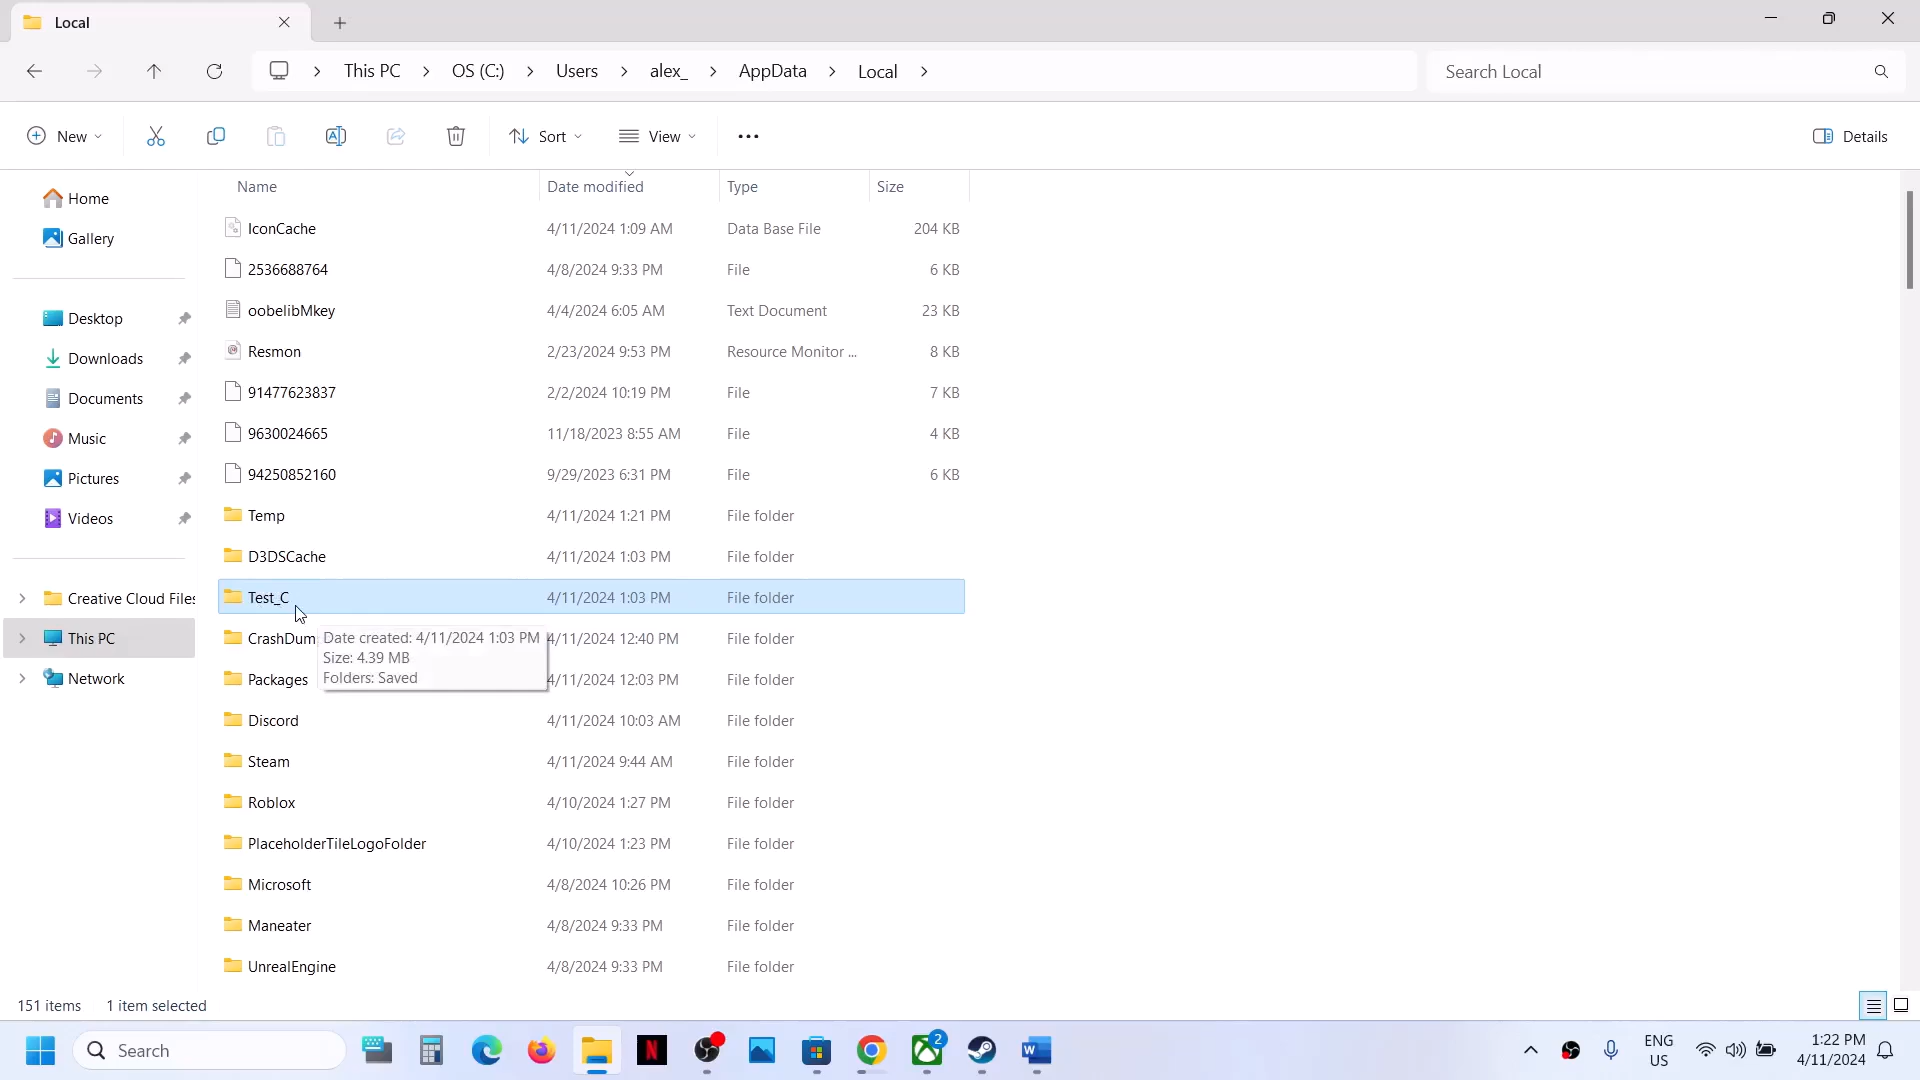 Local
This PC > OS (C:) > Users > alex_ > AppData > Local >
Search Local
New
Sort
View
Details
Name Date modified Type Size
Home
Gallery
Desktop
Downloads
Documents
Music
Pictures
Videos
Creative Cloud Files
This PC
Network
IconCache 4/11/2024 1:09 AM Data Base File 204 KB
2536688764 4/8/2024 9:33 PM File 6 KB
oobelibMkey 4/4/2024 6:05 AM Text Document 23 KB
Resmon 2/23/2024 9:53 PM Resource Monitor ... 8 KB
91477623837 2/2/2024 10:19 PM File 7 KB
9630024665 11/18/2023 8:55 AM File 4 KB
94250852160 9/29/2023 6:31 PM File 6 KB
Temp 4/11/2024 1:21 PM File folder
D3DSCache 4/11/2024 1:03 PM File folder
Test_C 4/11/2024 1:03 PM File folder
CrashDum 4/11/2024 12:40 PM File folder
Date created: 4/11/2024 1:03 PM
Size: 4.39 MB
Folders: Saved
Packages 4/11/2024 12:03 PM File folder
Discord 4/11/2024 10:03 AM File folder
Steam 4/11/2024 9:44 AM File folder
Roblox 4/10/2024 1:27 PM File folder
PlaceholderTileLogoFolder 4/10/2024 1:23 PM File folder
Microsoft 4/8/2024 10:26 PM File folder
Maneater 4/8/2024 9:33 PM File folder
UnrealEngine 4/8/2024 9:33 PM File folder
151 items 1 item selected
Search
N
2
W
ENG
US
1:22 PM
4/11/2024